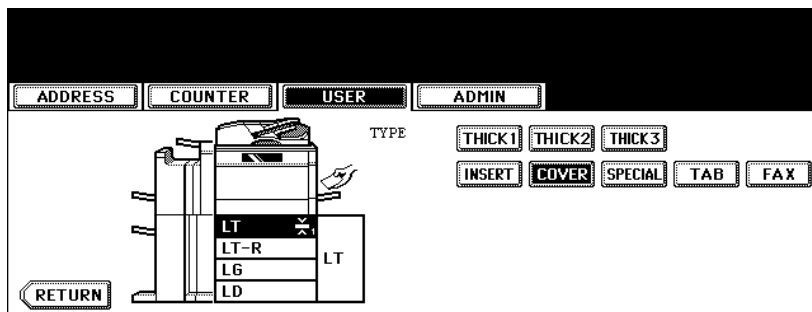 ADDRESS COUNTER USER ADMIN
TYPE THICK1 THICK2 THICK3
INSERT COVER SPECIAL TAB FAX
LT 1
LT-R
LT
LG
LD
RETURN